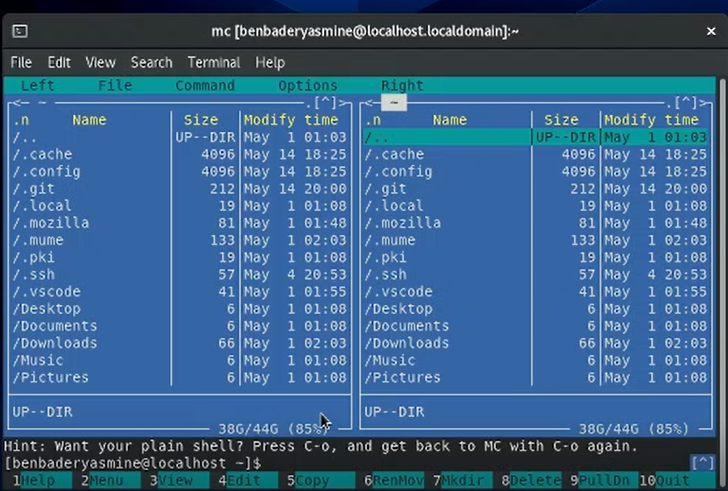 mc [benbaderyasmine@localhost.localdomain]:~
File Edit View Search Terminal Help
Left File Command Options Right
<─ ~ .[^]> <─ ~ .[^]>
.n Name Size Modify time .n Name Size Modify time
/.. UP--DIR May 1 01:03 /.. UP--DIR May 1 01:03
/.cache 4096 May 14 18:25 /.cache 4096 May 14 18:25
/.config 4096 May 14 18:25 /.config 4096 May 14 18:25
/.git 212 May 14 20:00 /.git 212 May 14 20:00
/.local 19 May 1 01:08 /.local 19 May 1 01:08
/.mozilla 81 May 1 01:48 /.mozilla 81 May 1 01:48
/.mume 133 May 1 02:03 /.mume 133 May 1 02:03
/.pki 19 May 1 01:08 /.pki 19 May 1 01:08
/.ssh 57 May 4 20:53 /.ssh 57 May 4 20:53
/.vscode 41 May 1 01:55 /.vscode 41 May 1 01:55
/Desktop 6 May 1 01:08 /Desktop 6 May 1 01:08
/Documents 6 May 1 01:08 /Documents 6 May 1 01:08
/Downloads 66 May 1 02:03 /Downloads 66 May 1 02:03
/Music 6 May 1 01:08 /Music 6 May 1 01:08
/Pictures 6 May 1 01:08 /Pictures 6 May 1 01:08
UP--DIR UP--DIR
38G/44G (85%) 38G/44G (85%)
Hint: Want your plain shell? Press C-o, and get back to MC with C-o again.
[benbaderyasmine@localhost ~]$ [^]
1Help 2Menu 3View 4Edit 5Copy 6RenMov 7Mkdir 8Delete 9PullDn 10Quit